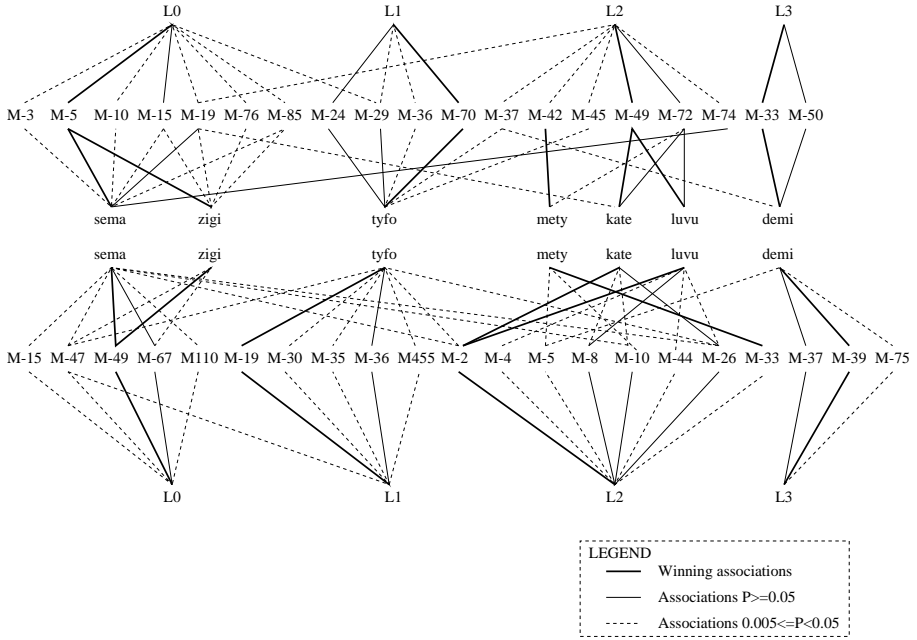 L0 L1 L2 L3
M-3 M-5 M-10 M-15 M-19 M-76 M-85 M-24 M-29 M-36 M-70 M-37 M-42 M-45 M-49 M-72 M-74 M-33 M-50
sema zigi tyfo mety kate luvu demi
sema zigi tyfo mety kate luvu demi
M-15 M-47 M-49 M-67 M110 M-19 M-30 M-35 M-36 M455 M-2 M-4 M-5 M-8 M-10 M-44 M-26 M-33 M-37 M-39 M-75
L0 L1 L2 L3
LEGEND
Winning associations
Associations P>=0.05
Associations 0.005<=P<0.05